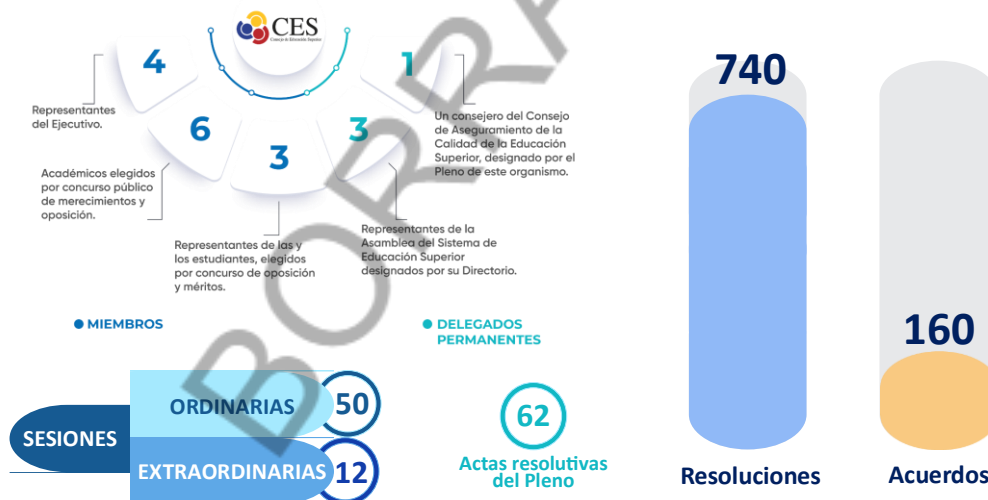 CES
Consejo de Educación Superior
4
6
3
3
1
Representantes
del Ejecutivo.
Académicos elegidos
por concurso público
de merecimientos y
oposición.
Representantes de las y
los estudiantes, elegidos
por concurso de oposición
y méritos.
Representantes de la
Asamblea del Sistema de
Educación Superior
designados por su Directorio.
Un consejero del Consejo
de Aseguramiento de la
Calidad de la Educación
Superior, designado por el
Pleno de este organismo.
MIEMBROS
DELEGADOS
PERMANENTES
SESIONES
ORDINARIAS
50
EXTRAORDINARIAS
12
62
Actas resolutivas
del Pleno
740
Resoluciones
160
Acuerdos